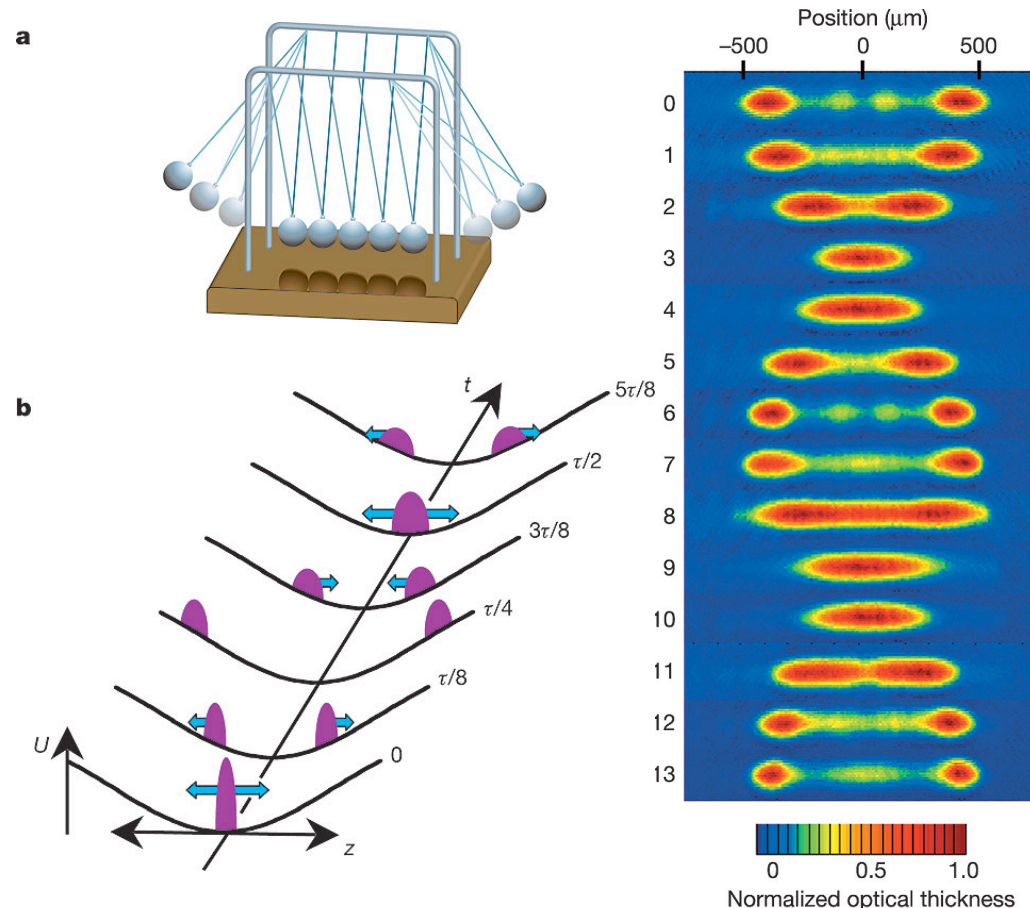 a
Position (μm)
–500 0 500
0
1
2
3
4
5
6
7
8
9
10
11
12
13
0 0.5 1.0
Normalized optical thickness
b
t
5τ/8
τ/2
3τ/8
τ/4
τ/8
0
U
z